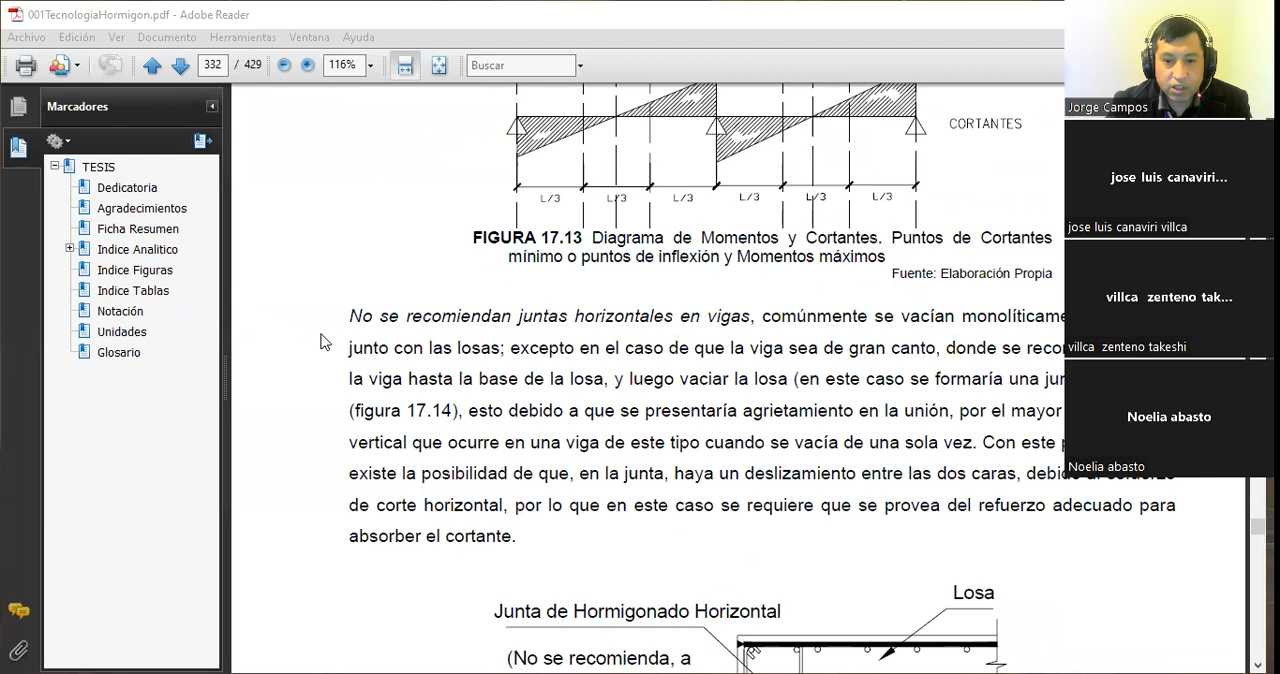 001TecnologiaHormigon.pdf - Adobe Reader
Archivo Edición Ver Documento Herramientas Ventana Ayuda
332 / 429 116% Buscar
Marcadores
TESIS
Dedicatoria
Agradecimientos
Ficha Resumen
Indice Analitico
Indice Figuras
Indice Tablas
Notación
Unidades
Glosario
CORTANTES
L/3 L/3 L/3 L/3 L/3 L/3
FIGURA 17.13 Diagrama de Momentos y Cortantes. Puntos de Cortantes
mínimo o puntos de inflexión y Momentos máximos
Fuente: Elaboración Propia
No se recomiendan juntas horizontales en vigas, comúnmente se vacían monolíticame
junto con las losas; excepto en el caso de que la viga sea de gran canto, donde se recor
la viga hasta la base de la losa, y luego vaciar la losa (en este caso se formaría una jun
(figura 17.14), esto debido a que se presentaría agrietamiento en la unión, por el mayor
vertical que ocurre en una viga de este tipo cuando se vacía de una sola vez. Con este p
existe la posibilidad de que, en la junta, haya un deslizamiento entre las dos caras, debido al esfuerzo
de corte horizontal, por lo que en este caso se requiere que se provea del refuerzo adecuado para
absorber el cortante.
Junta de Hormigonado Horizontal
(No se recomienda, a
Losa
Jorge Campos
jose luis canaviri...
jose luis canaviri villca
villca zenteno tak...
villca zenteno takeshi
Noelia abasto
Noelia abasto